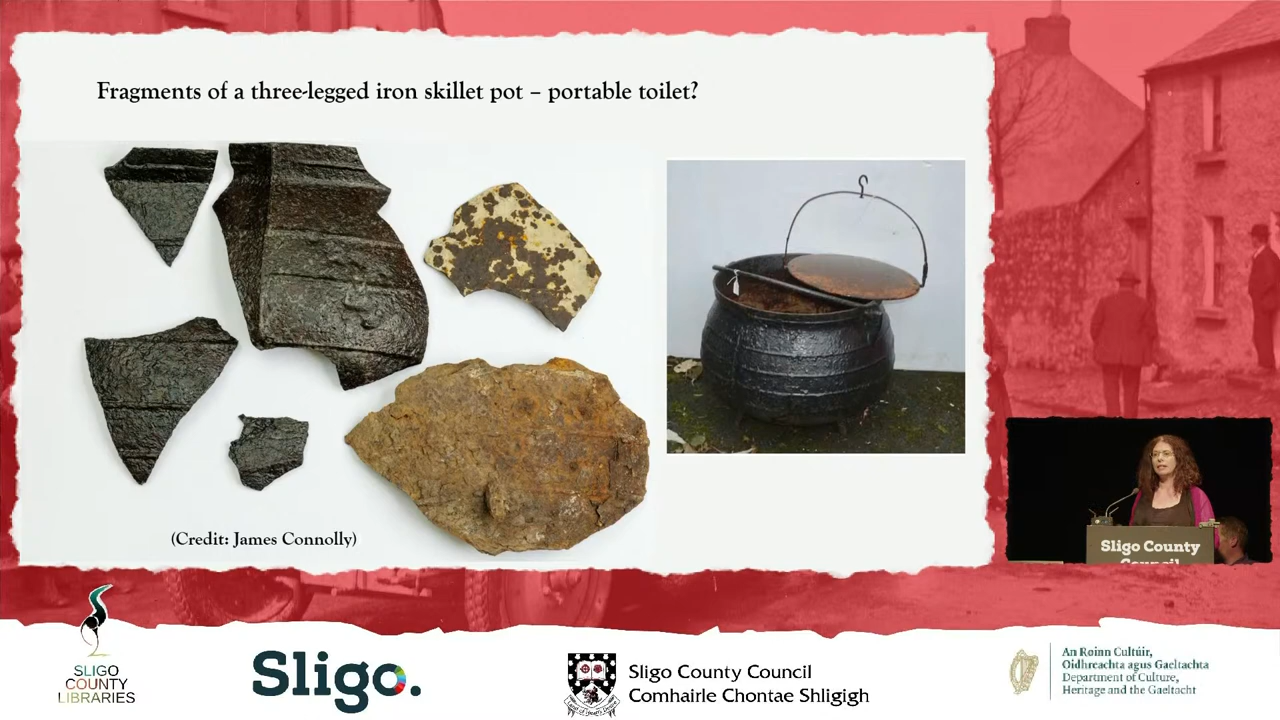 Fragments of a three-legged iron skillet pot – portable toilet?
(Credit: James Connolly)
Sligo County
Council
SLIGO
COUNTY
LIBRARIES
Sligo.
Sligo County Council
Comhairle Chontae Shligigh
An Roinn Cultúir,
Oidhreachta agus Gaeltachta
Department of Culture,
Heritage and the Gaeltacht